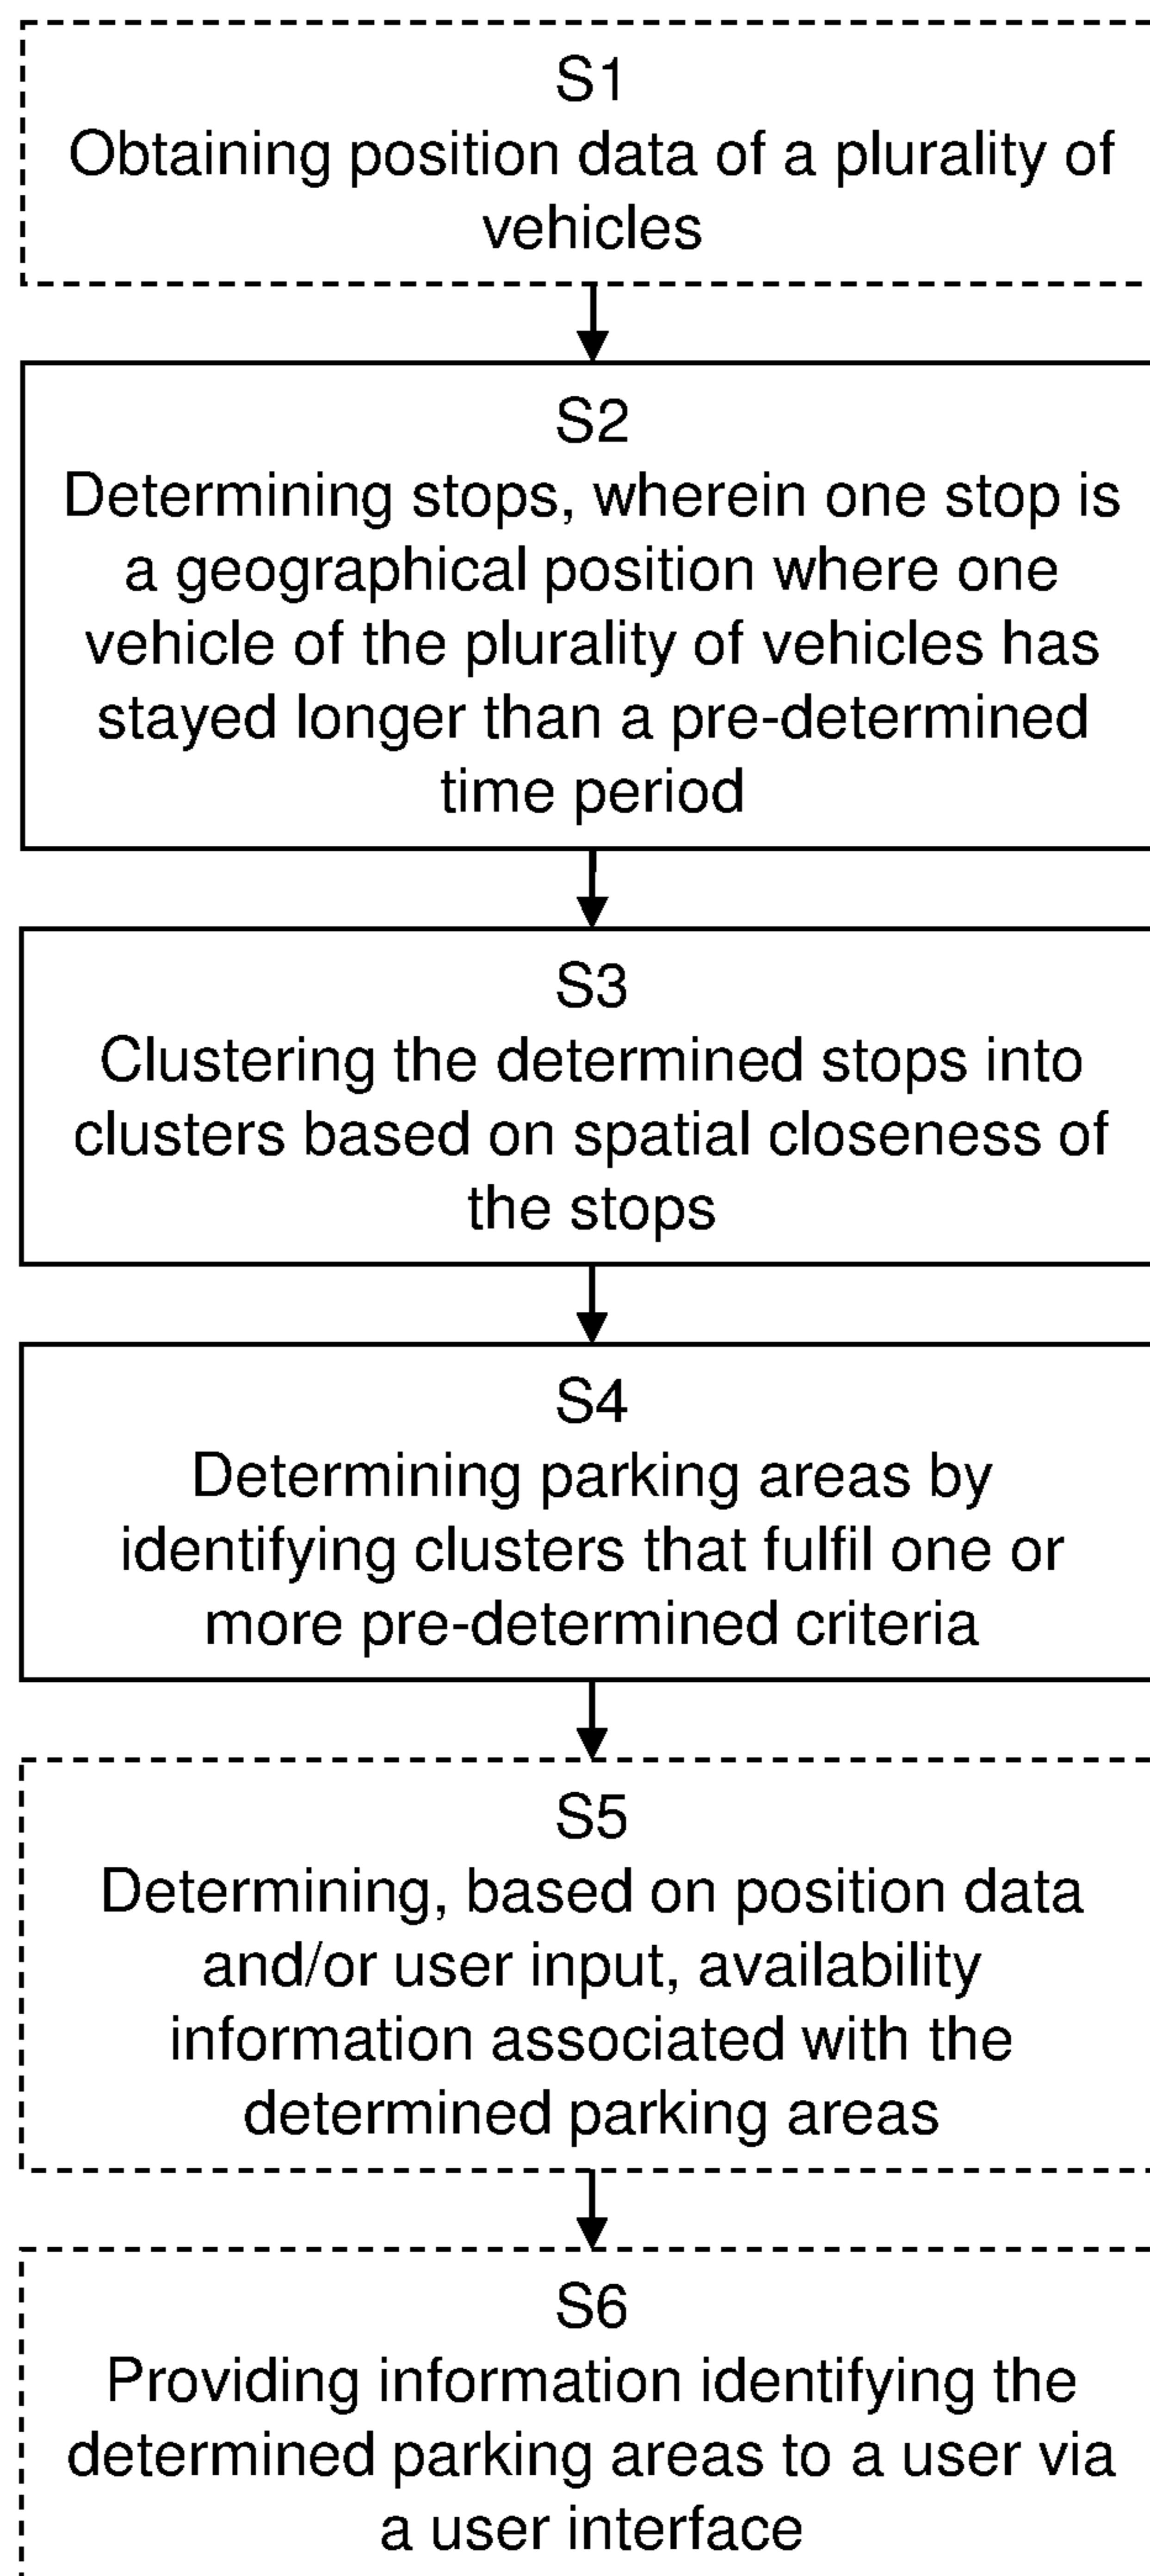 S1
Obtaining position data of a plurality of
vehicles
S2
Determining stops, wherein one stop is
a geographical position where one
vehicle of the plurality of vehicles has
stayed longer than a pre-determined
time period
S3
Clustering the determined stops into
clusters based on spatial closeness of
the stops
S4
Determining parking areas by
identifying clusters that fulfil one or
more pre-determined criteria
S5
Determining, based on position data
and/or user input, availability
information associated with the
determined parking areas
S6
Providing information identifying the
determined parking areas to a user via
a user interface